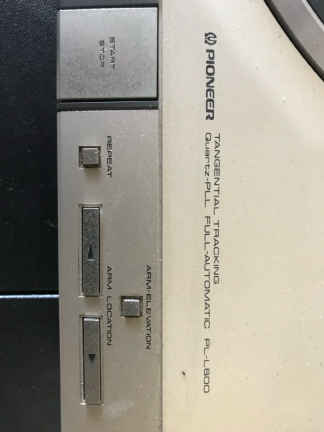 PIONEER
TANGENTIAL TRACKING
Quartz-PLL FULL-AUTOMATIC PL-L800
START
STOP
REPEAT
ARM-ELEVATION
ARM LOCATION